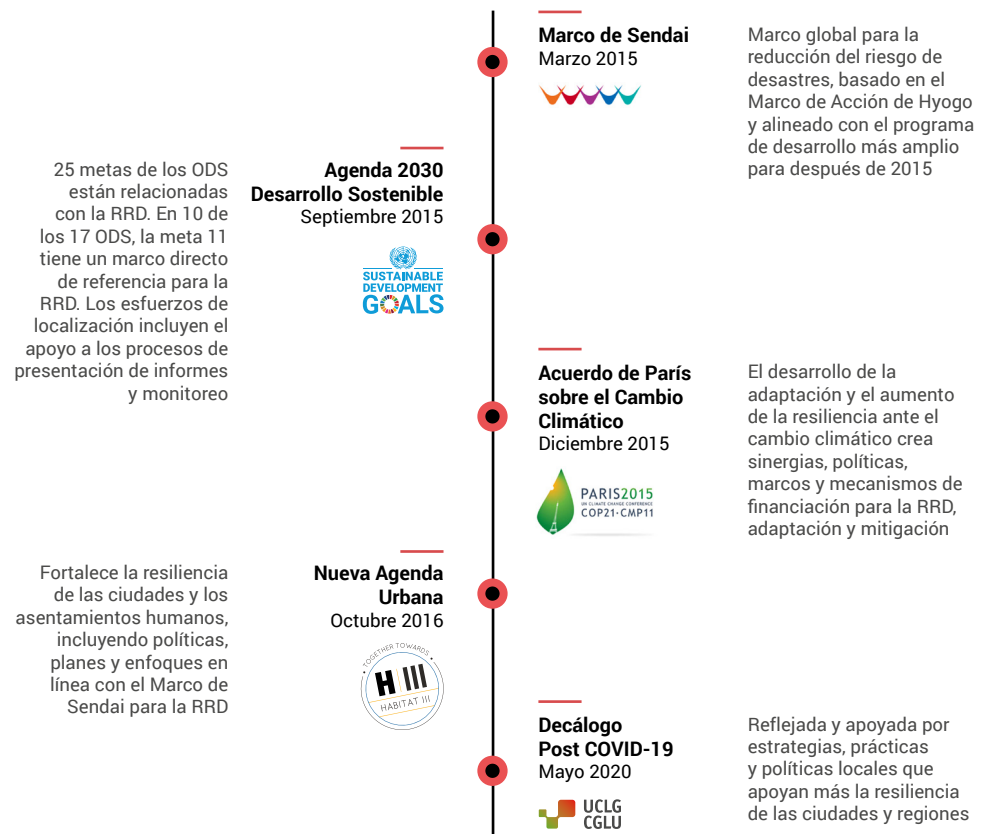 Marco de Sendai
Marzo 2015
Marco global para la
reducción del riesgo de
desastres, basado en el
Marco de Acción de Hyogo
y alineado con el programa
de desarrollo más amplio
para después de 2015
Agenda 2030
Desarrollo Sostenible
Septiembre 2015
SUSTAINABLE
DEVELOPMENT
GOALS
25 metas de los ODS
están relacionadas
con la RRD. En 10 de
los 17 ODS, la meta 11
tiene un marco directo
de referencia para la
RRD. Los esfuerzos de
localización incluyen el
apoyo a los procesos de
presentación de informes
y monitoreo
Acuerdo de París
sobre el Cambio
Climático
Diciembre 2015
PARIS2015
UN CLIMATE CHANGE CONFERENCE
COP21·CMP11
El desarrollo de la
adaptación y el aumento
de la resiliencia ante el
cambio climático crea
sinergias, políticas,
marcos y mecanismos de
financiación para la RRD,
adaptación y mitigación
Nueva Agenda
Urbana
Octubre 2016
TOGETHER TOWARDS
H III
HABITAT III
Fortalece la resiliencia
de las ciudades y los
asentamientos humanos,
incluyendo políticas,
planes y enfoques en
línea con el Marco de
Sendai para la RRD
Decálogo
Post COVID-19
Mayo 2020
UCLG
CGLU
Reflejada y apoyada por
estrategias, prácticas
y políticas locales que
apoyan más la resiliencia
de las ciudades y regiones